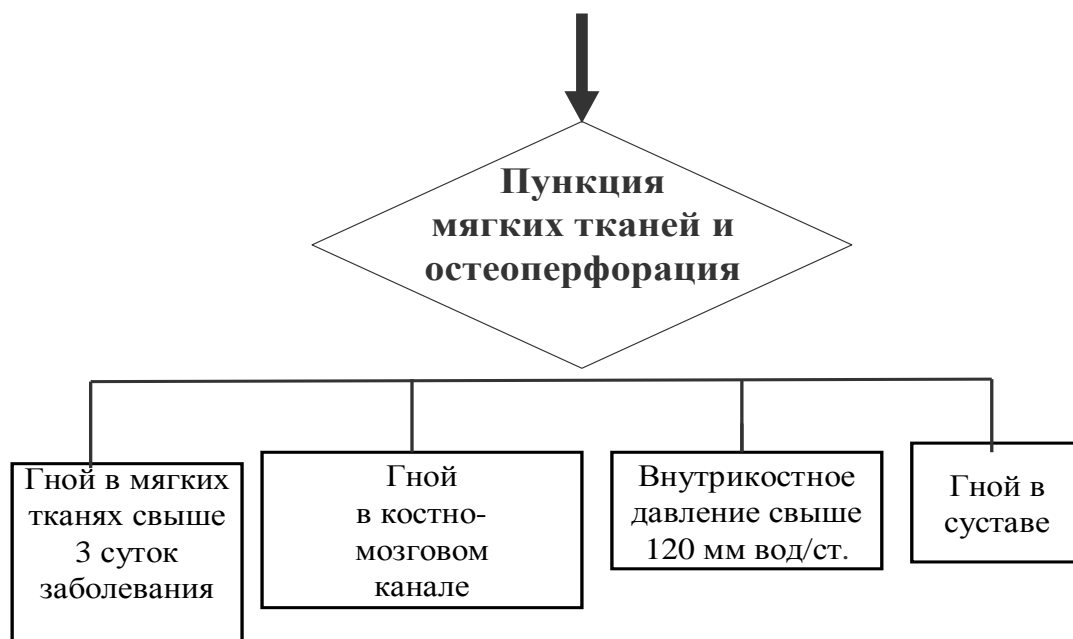 Пункция
мягких тканей и
остеоперфорация
Гной в мягких
тканях свыше
3 суток
заболевания
Гной
в костно-
мозговом
канале
Внутрикостное
давление свыше
120 мм вод/ст.
Гной в
суставе